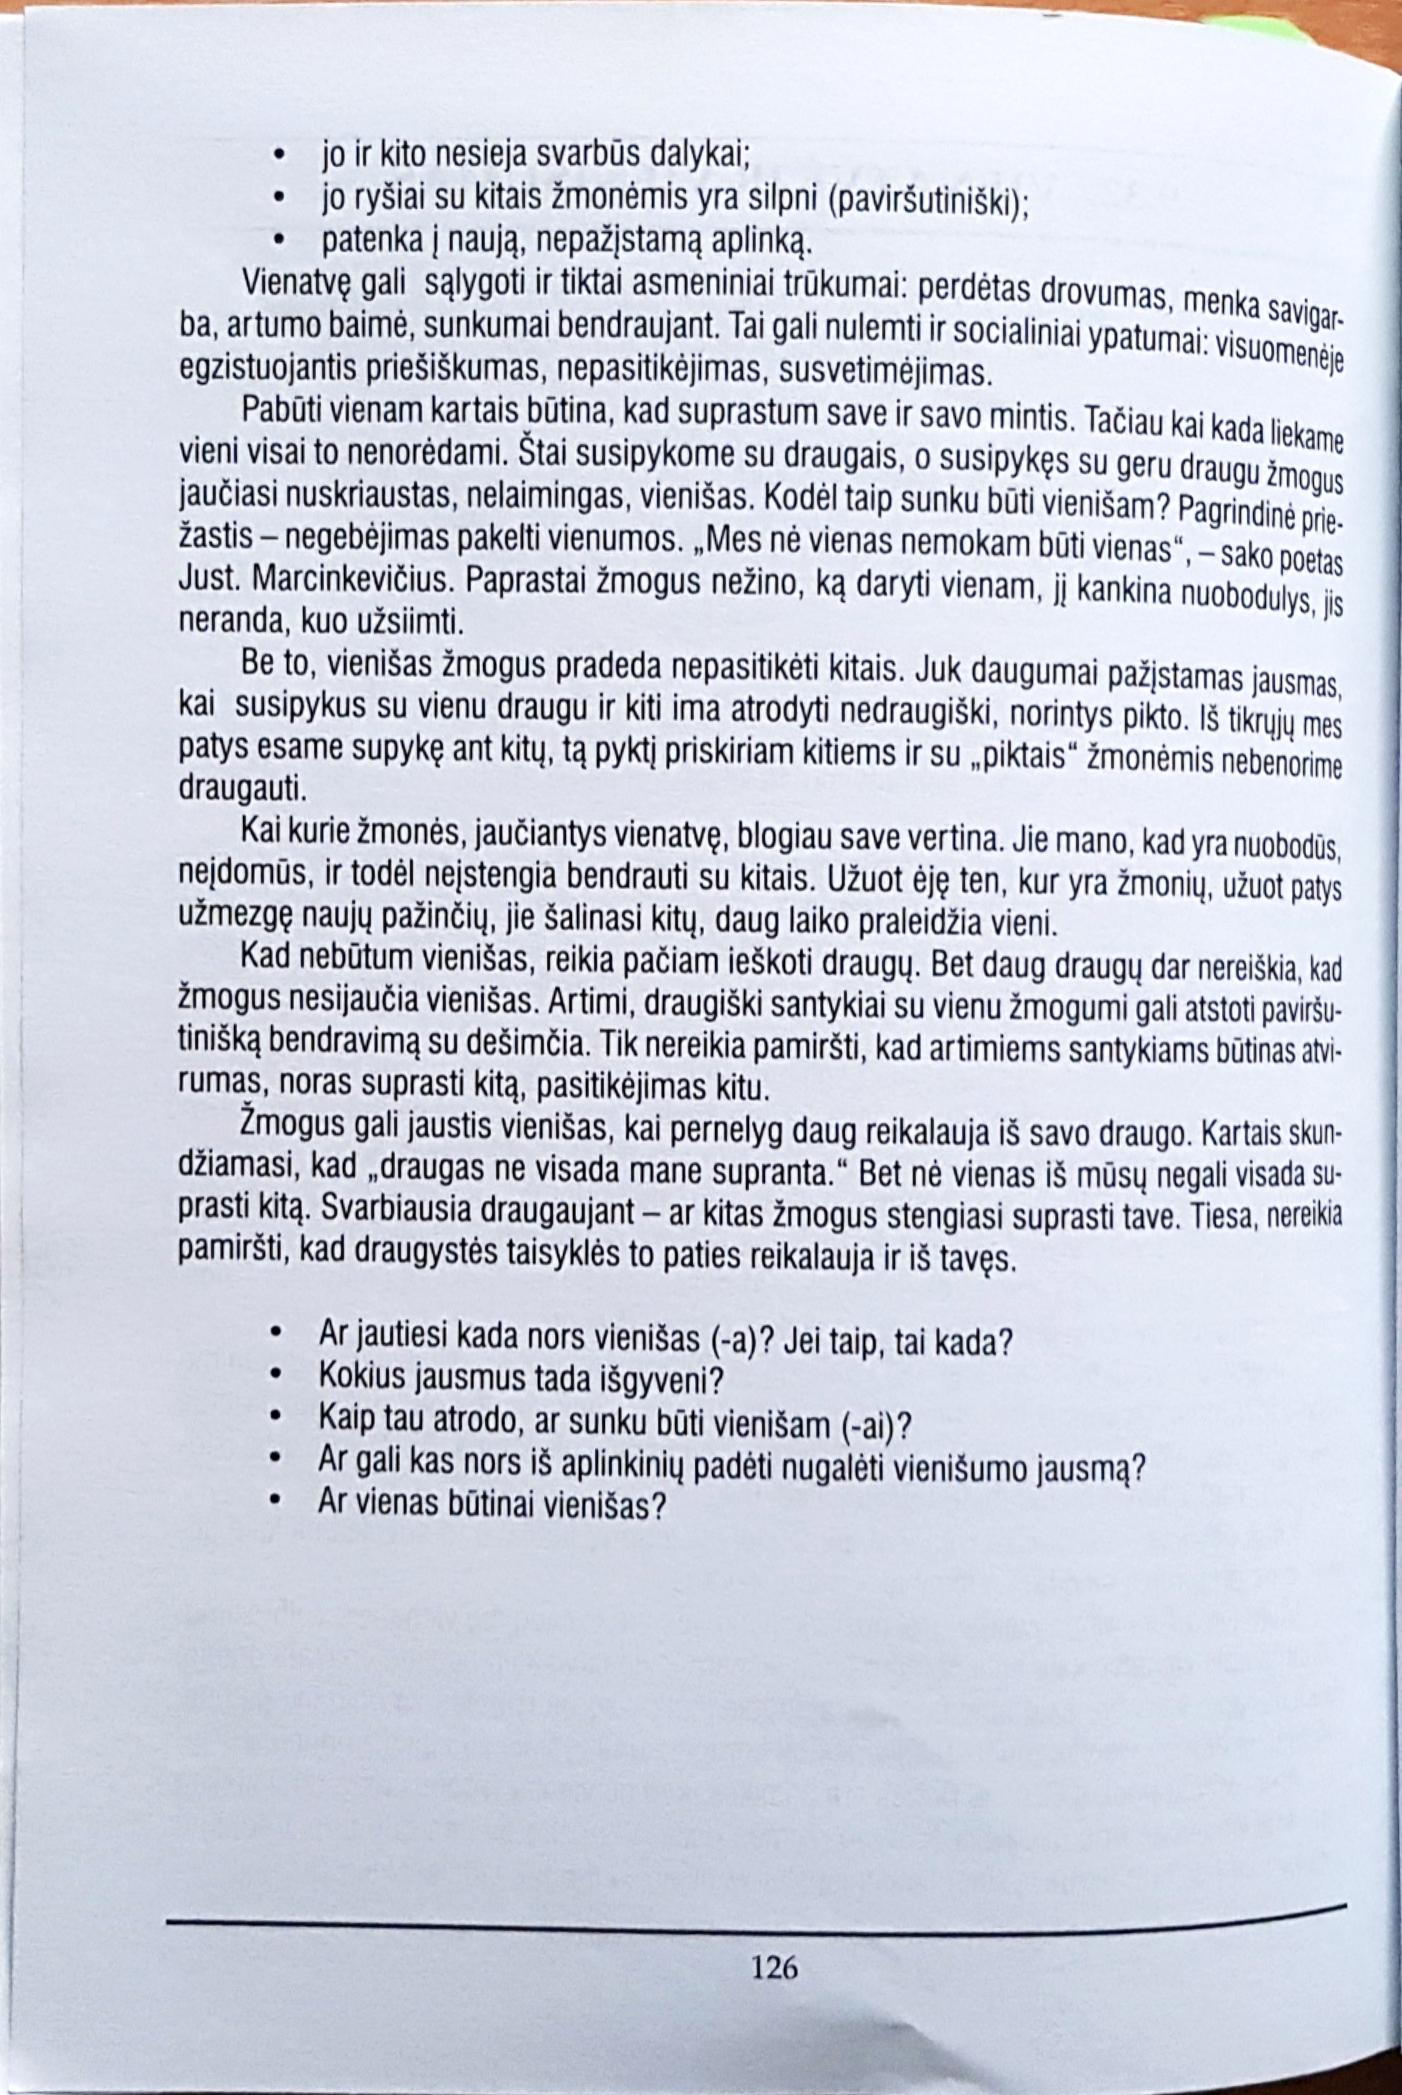 • jo ir kito nesieja svarbūs dalykai;
• jo ryšiai su kitais žmonėmis yra silpni (paviršutiniški);
• patenka į naują, nepažįstamą aplinką.
Vienatvę gali sąlygoti ir tiktai asmeniniai trūkumai: perdėtas drovumas, menka savigar-
ba, artumo baimė, sunkumai bendraujant. Tai gali nulemti ir socialiniai ypatumai: visuomenėje
egzistuojantis priešiškumas, nepasitikėjimas, susvetimėjimas.
Pabūti vienam kartais būtina, kad suprastum save ir savo mintis. Tačiau kai kada liekame
vieni visai to nenorėdami. Štai susipykome su draugais, o susipykęs su geru draugu žmogus
jaučiasi nuskriaustas, nelaimingas, vienišas. Kodėl taip sunku būti vienišam? Pagrindinė prie-
žastis – negebėjimas pakelti vienumos. „Mes nė vienas nemokam būti vienas“, – sako poetas
Just. Marcinkevičius. Paprastai žmogus nežino, ką daryti vienam, jį kankina nuobodulys, jis
neranda, kuo užsiimti.
Be to, vienišas žmogus pradeda nepasitikėti kitais. Juk daugumai pažįstamas jausmas,
kai susipykus su vienu draugu ir kiti ima atrodyti nedraugiški, norintys pikto. Iš tikrųjų mes
patys esame supykę ant kitų, tą pyktį priskiriam kitiems ir su „piktais“ žmonėmis nebenorime
draugauti.
Kai kurie žmonės, jaučiantys vienatvę, blogiau save vertina. Jie mano, kad yra nuobodūs,
neįdomūs, ir todėl neįstengia bendrauti su kitais. Užuot ėję ten, kur yra žmonių, užuot patys
užmezgę naujų pažinčių, jie šalinasi kitų, daug laiko praleidžia vieni.
Kad nebūtum vienišas, reikia pačiam ieškoti draugų. Bet daug draugų dar nereiškia, kad
žmogus nesijaučia vienišas. Artimi, draugiški santykiai su vienu žmogumi gali atstoti paviršu-
tinišką bendravimą su dešimčia. Tik nereikia pamiršti, kad artimiems santykiams būtinas atvi-
rumas, noras suprasti kitą, pasitikėjimas kitu.
Žmogus gali jaustis vienišas, kai pernelyg daug reikalauja iš savo draugo. Kartais skun-
džiamasi, kad „draugas ne visada mane supranta.“ Bet nė vienas iš mūsų negali visada su-
prasti kitą. Svarbiausia draugaujant – ar kitas žmogus stengiasi suprasti tave. Tiesa, nereikia
pamiršti, kad draugystės taisyklės to paties reikalauja ir iš tavęs.
• Ar jautiesi kada nors vienišas (-a)? Jei taip, tai kada?
• Kokius jausmus tada išgyveni?
• Kaip tau atrodo, ar sunku būti vienišam (-ai)?
• Ar gali kas nors iš aplinkinių padėti nugalėti vienišumo jausmą?
• Ar vienas būtinai vienišas?
126